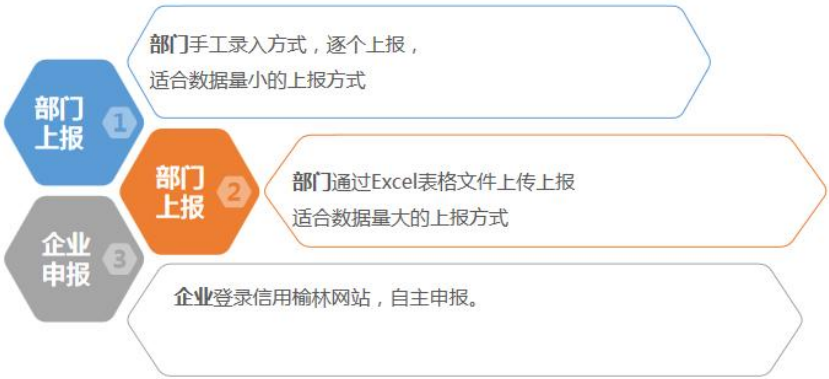 部门手工录入方式，逐个上报，
适合数据量小的上报方式
部门
上报
1
部门
上报
2
部门通过Excel表格文件上传上报
适合数据量大的上报方式
企业
申报
3
企业登录信用榆林网站，自主申报。